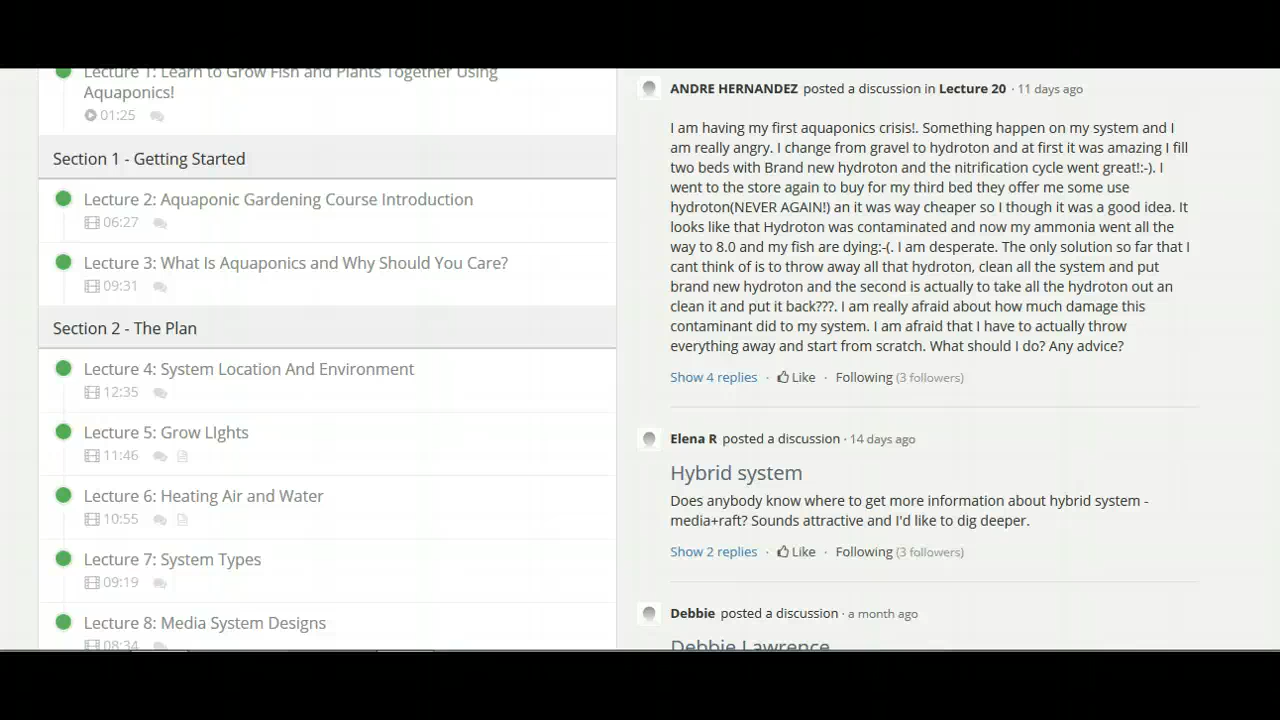 Lecture 1: Learn to Grow Fish and Plants Together Using
Aquaponics!
01:25
Section 1 - Getting Started
Lecture 2: Aquaponic Gardening Course Introduction
06:27
Lecture 3: What Is Aquaponics and Why Should You Care?
09:31
Section 2 - The Plan
Lecture 4: System Location And Environment
12:35
Lecture 5: Grow LIghts
11:46
Lecture 6: Heating Air and Water
10:55
Lecture 7: System Types
09:19
Lecture 8: Media System Designs
08:34
ANDRE HERNANDEZ posted a discussion in Lecture 20 · 11 days ago
I am having my first aquaponics crisis!. Something happen on my system and I
am really angry. I change from gravel to hydroton and at first it was amazing I fill
two beds with Brand new hydroton and the nitrification cycle went great!:-). I
went to the store again to buy for my third bed they offer me some use
hydroton(NEVER AGAIN!) an it was way cheaper so I though it was a good idea. It
looks like that Hydroton was contaminated and now my ammonia went all the
way to 8.0 and my fish are dying:-(. I am desperate. The only solution so far that I
cant think of is to throw away all that hydroton, clean all the system and put
brand new hydroton and the second is actually to take all the hydroton out an
clean it and put it back???. I am really afraid about how much damage this
contaminant did to my system. I am afraid that I have to actually throw
everything away and start from scratch. What should I do? Any advice?
Show 4 replies · Like · Following (3 followers)
Elena R posted a discussion · 14 days ago
Hybrid system
Does anybody know where to get more information about hybrid system -
media+raft? Sounds attractive and I'd like to dig deeper.
Show 2 replies · Like · Following (3 followers)
Debbie posted a discussion · a month ago
Debbie Lawrence